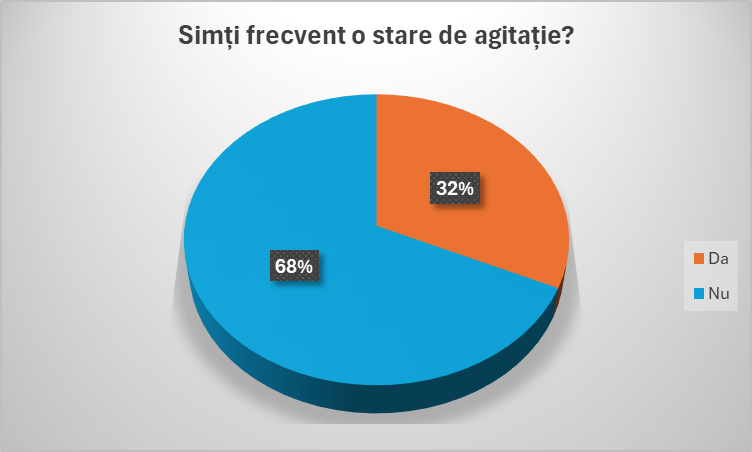 Simți frecvent o stare de agitație?
32%
68%
Da
Nu